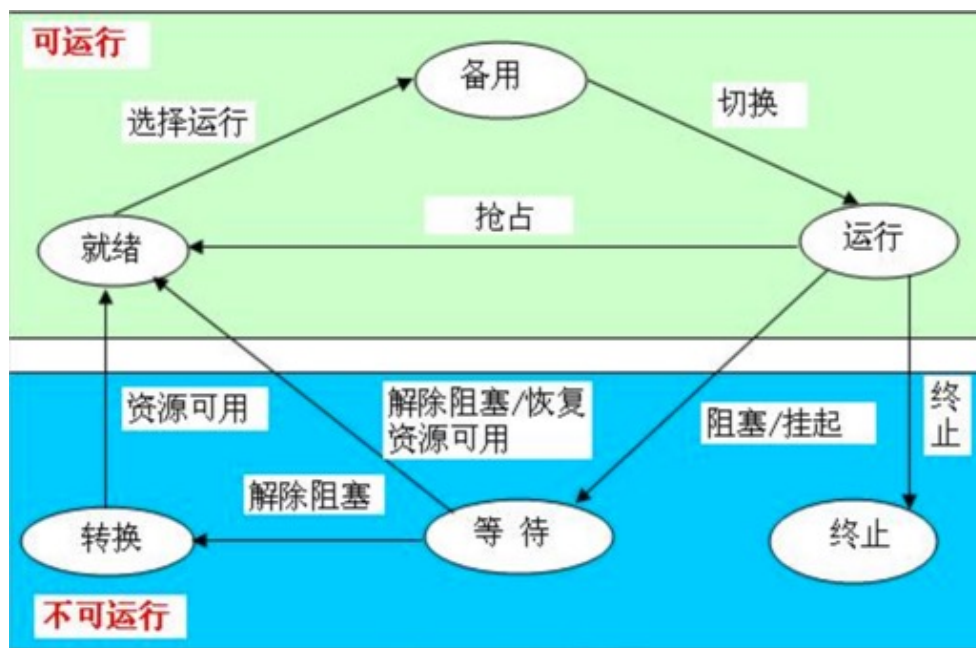 可运行
备用
选择运行
切换
抢占
就绪
运行
资源可用
解除阻塞/恢复
资源可用
阻塞/挂起
终
止
解除阻塞
转换
等 待
终止
不可运行